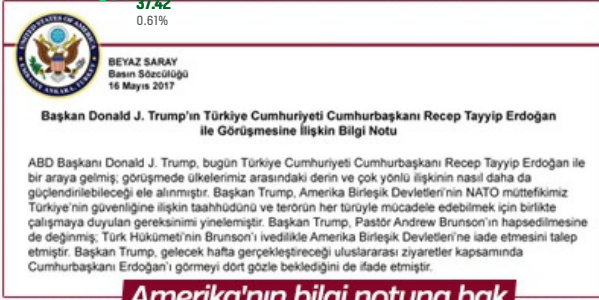 37.42
0.61%
BEYAZ SARAY
Basın Sözcülüğü
16 Mayıs 2017
Başkan Donald J. Trump'ın Türkiye Cumhuriyeti Cumhurbaşkanı Recep Tayyip Erdoğan
ile Görüşmesine İlişkin Bilgi Notu
ABD Başkanı Donald J. Trump, bugün Türkiye Cumhuriyeti Cumhurbaşkanı Recep Tayyip Erdoğan ile
bir araya gelmiş; görüşmede ülkelerimiz arasındaki derin ve çok yönlü ilişkinin nasıl daha da
güçlendirilebileceği ele alınmıştır. Başkan Trump, Amerika Birleşik Devletleri'nin NATO müttefikimiz
Türkiye'nin güvenliğine ilişkin taahhüdünü ve terörün her türüyle mücadele edebilmek için birlikte
çalışmaya duyulan gereksinimi yinelemiştir. Başkan Trump, Pastör Andrew Brunson'ın hapsedilmesine
de değinmiş; Türk Hükümeti'nin Brunson'ı ivedilikle Amerika Birleşik Devletleri'ne iade etmesini talep
etmiştir. Başkan Trump, gelecek hafta gerçekleştireceği uluslararası ziyaretler kapsamında
Cumhurbaşkanı Erdoğan'ı görmeyi dört gözle beklediğini de ifade etmiştir.
Amerika'nın bilgi notuna bak